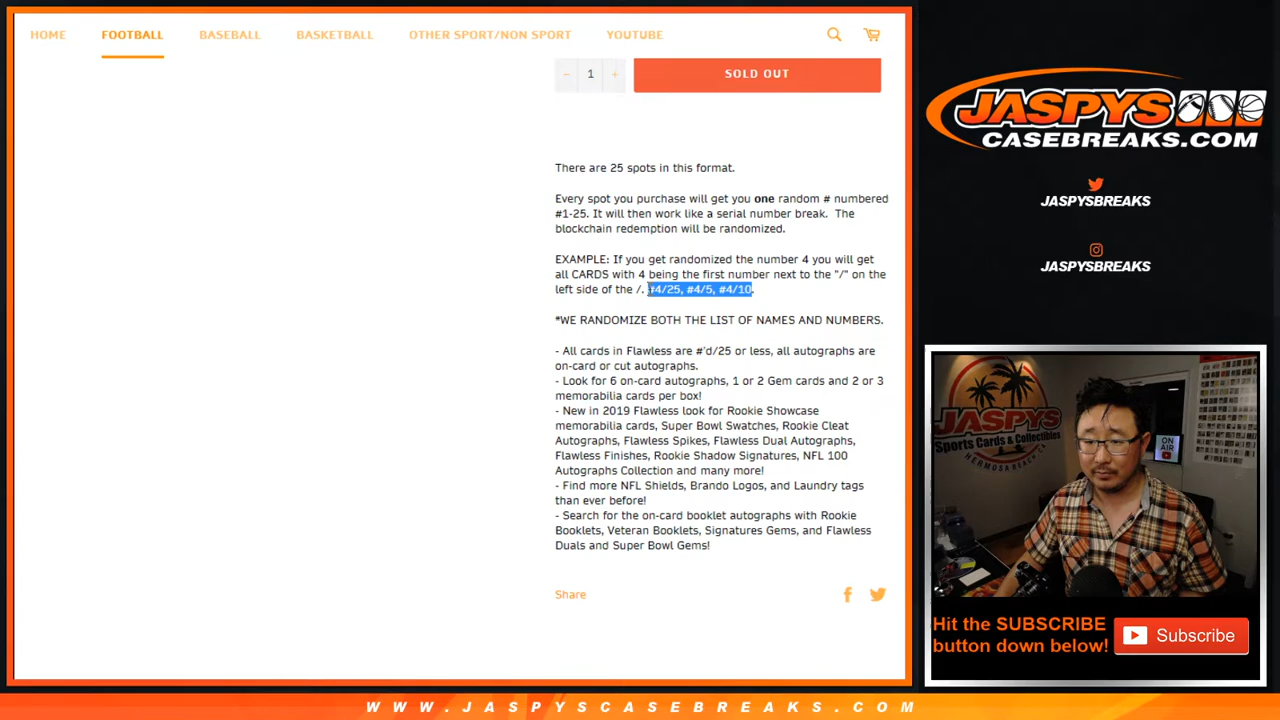 HOME FOOTBALL BASEBALL BASKETBALL OTHER SPORT/NON SPORT YOUTUBE
− 1 + SOLD OUT
There are 25 spots in this format.
Every spot you purchase will get you one random # numbered
#1-25. It will then work like a serial number break. The
blockchain redemption will be randomized.
EXAMPLE: If you get randomized the number 4 you will get
all CARDS with 4 being the first number next to the "/" on the
left side of the /. #4/25, #4/5, #4/10.
*WE RANDOMIZE BOTH THE LIST OF NAMES AND NUMBERS.
- All cards in Flawless are #'d/25 or less, all autographs are
on-card or cut autographs.
- Look for 6 on-card autographs, 1 or 2 Gem cards and 2 or 3
memorabilia cards per box!
- New in 2019 Flawless look for Rookie Showcase
memorabilia cards, Super Bowl Swatches, Rookie Cleat
Autographs, Flawless Spikes, Flawless Dual Autographs,
Flawless Finishes, Rookie Shadow Signatures, NFL 100
Autographs Collection and many more!
- Find more NFL Shields, Brando Logos, and Laundry tags
than ever before!
- Search for the on-card booklet autographs with Rookie
Booklets, Veteran Booklets, Signatures Gems, and Flawless
Duals and Super Bowl Gems!
Share
JASPYS
CASEBREAKS.COM
JASPYSBREAKS
JASPYSBREAKS
JASPYS
Sports Cards & Collectibles
HERMOSA BEACH, CA
ON
AIR
Hit the SUBSCRIBE
button down below!
Subscribe
WWW.JASPYSCASEBREAKS.COM